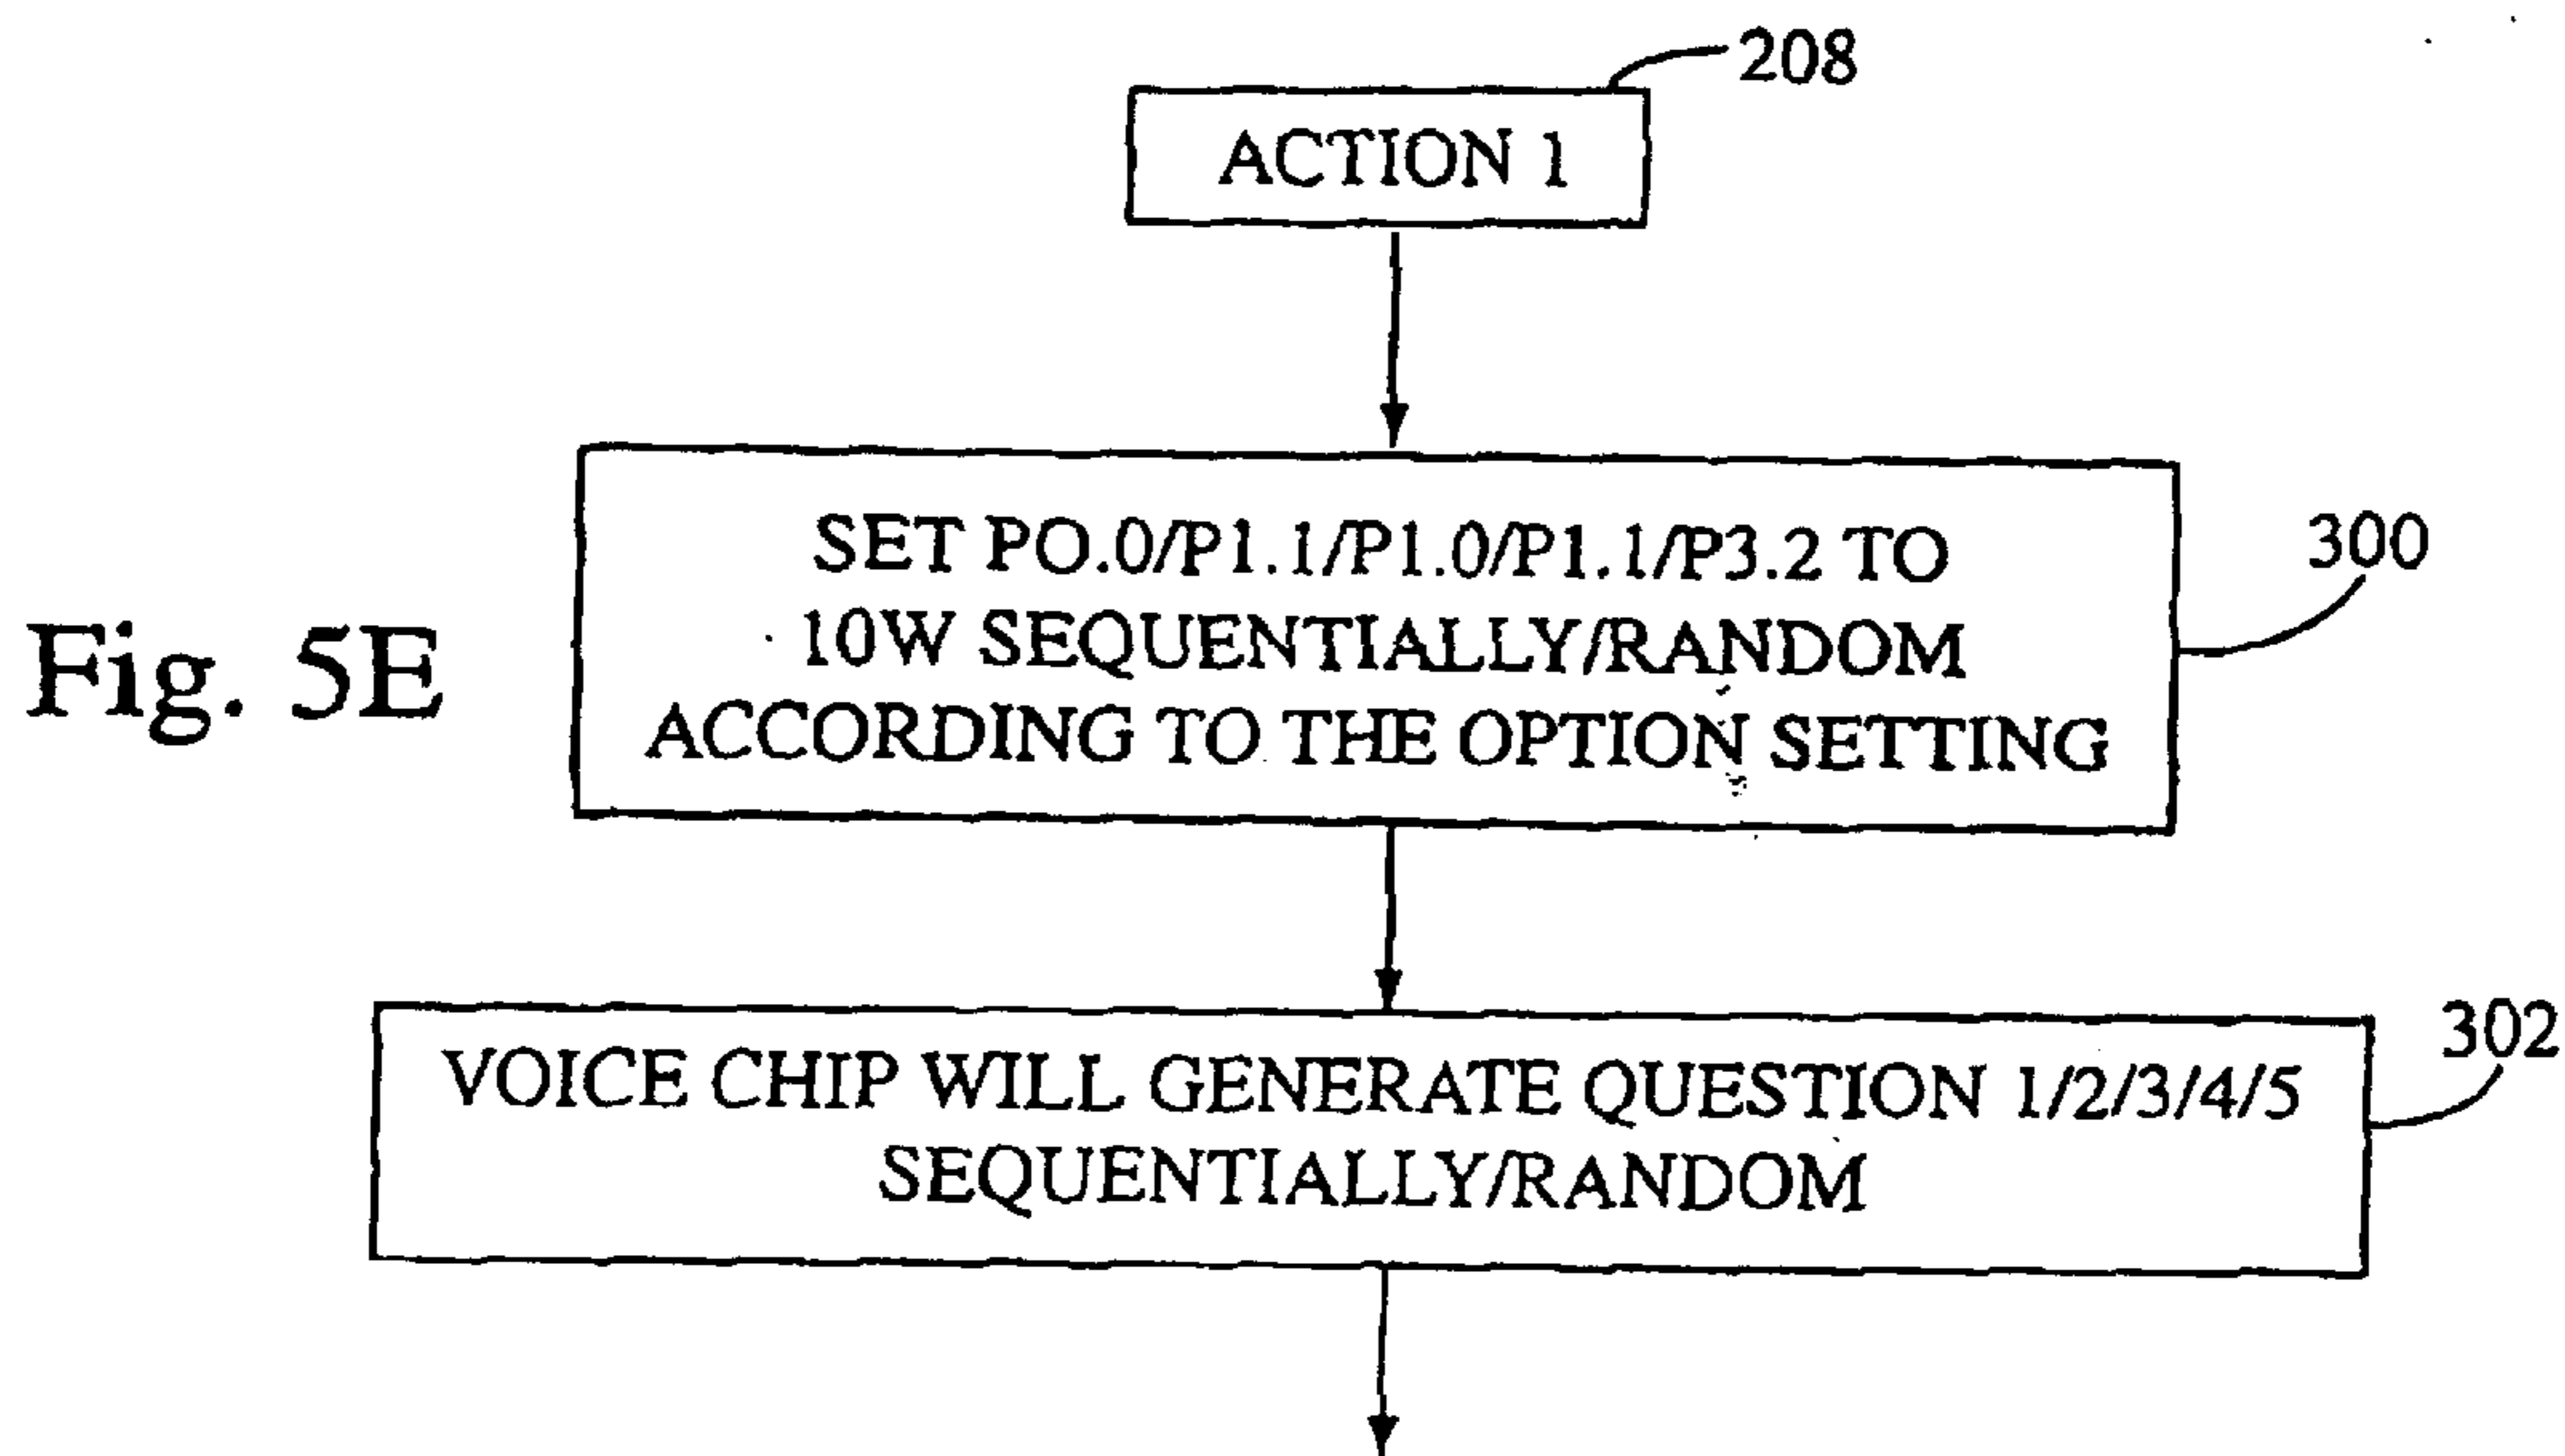 208
ACTION 1
SET PO.0/P1.1/P1.0/P1.1/P3.2 TO
10W SEQUENTIALLY/RANDOM
ACCORDING TO THE OPTION SETTING
300
Fig. 5E
VOICE CHIP WILL GENERATE QUESTION 1/2/3/4/5
SEQUENTIALLY/RANDOM
302